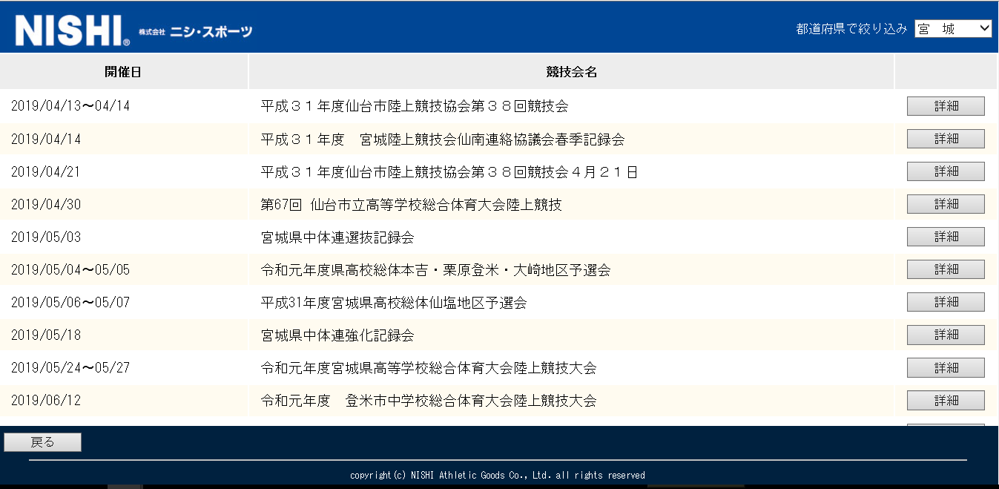 NISHI® 株式会社 ニシ・スポーツ 都道府県で絞り込み 宮　城
開催日 競技会名
2019/04/13～04/14 平成３１年度仙台市陸上競技協会第３８回競技会 詳細
2019/04/14 平成３１年度　宮城陸上競技会仙南連絡協議会春季記録会 詳細
2019/04/21 平成３１年度仙台市陸上競技協会第３８回競技会４月２１日 詳細
2019/04/30 第67回 仙台市立高等学校総合体育大会陸上競技 詳細
2019/05/03 宮城県中体連選抜記録会 詳細
2019/05/04～05/05 令和元年度県高校総体本吉・栗原登米・大崎地区予選会 詳細
2019/05/06～05/07 平成31年度宮城県高校総体仙塩地区予選会 詳細
2019/05/18 宮城県中体連強化記録会 詳細
2019/05/24～05/27 令和元年度宮城県高等学校総合体育大会陸上競技大会 詳細
2019/06/12 令和元年度　登米市中学校総合体育大会陸上競技大会 詳細
戻る
copyright(c) NISHI Athletic Goods Co., Ltd. all rights reserved